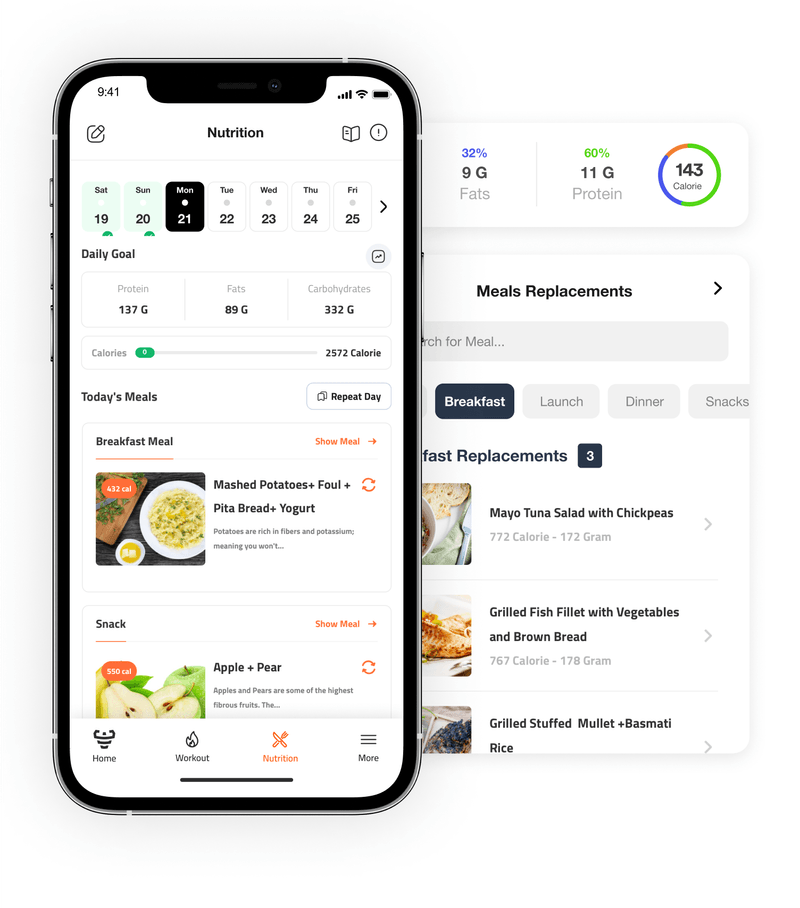 9:41
Nutrition
Sat Sun Mon Tue Wed Thu Fri
19 20 21 22 23 24 25
Daily Goal
Protein Fats Carbohydrates
137 G 89 G 332 G
Calories 0 2572 Calorie
Today's Meals Repeat Day
Breakfast Meal Show Meal
432 cal
Mashed Potatoes+ Foul +
Pita Bread+ Yogurt
Potatoes are rich in fibers and potassium;
meaning you won't...
Snack Show Meal
550 cal
Apple + Pear
Apples and Pears are some of the highest
fibrous fruits. The...
Home Workout Nutrition More
32% 60%
9 G 11 G
Fats Protein
143
Calorie
Meals Replacements
rch for Meal...
Breakfast Launch Dinner Snacks
fast Replacements 3
Mayo Tuna Salad with Chickpeas
772 Calorie - 172 Gram
Grilled Fish Fillet with Vegetables
and Brown Bread
767 Calorie - 178 Gram
Grilled Stuffed Mullet +Basmati
Rice